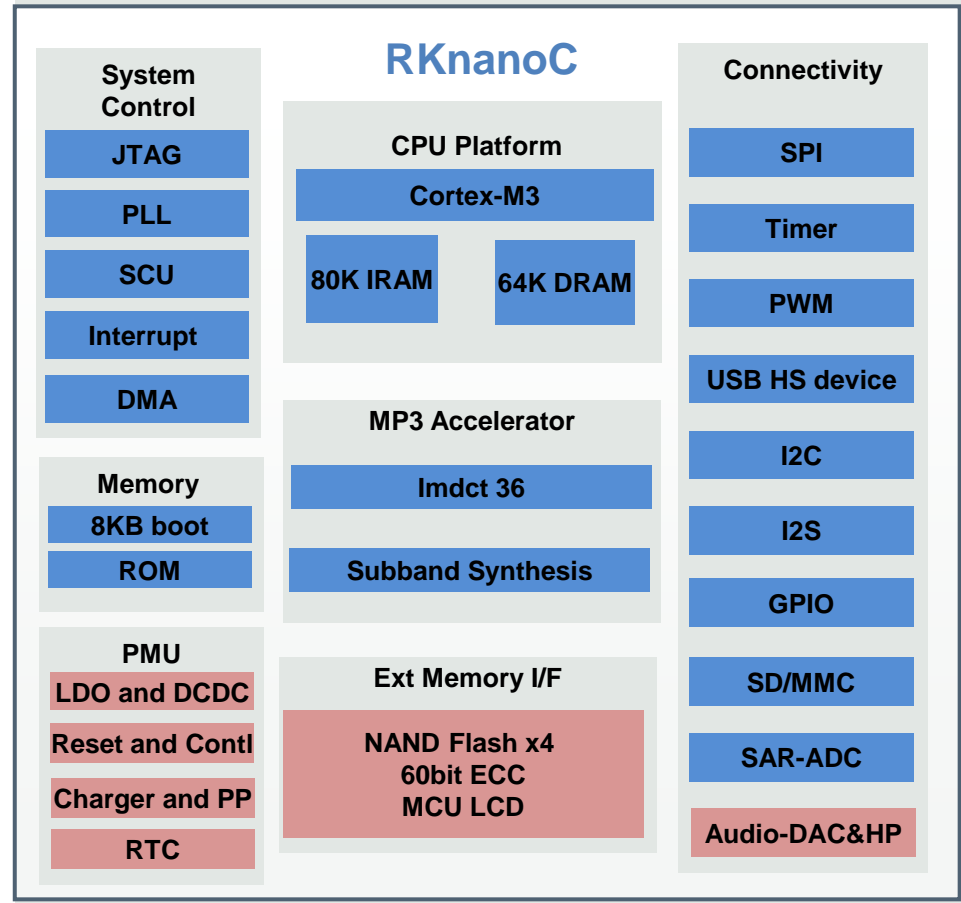 RKnanoC
System
Control
JTAG
PLL
SCU
Interrupt
DMA
Memory
8KB boot
ROM
PMU
LDO and DCDC
Reset and Contl
Charger and PP
RTC
CPU Platform
Cortex-M3
80K IRAM
64K DRAM
MP3 Accelerator
Imdct 36
Subband Synthesis
Ext Memory I/F
NAND Flash x4
60bit ECC
MCU LCD
Connectivity
SPI
Timer
PWM
USB HS device
I2C
I2S
GPIO
SD/MMC
SAR-ADC
Audio-DAC&HP